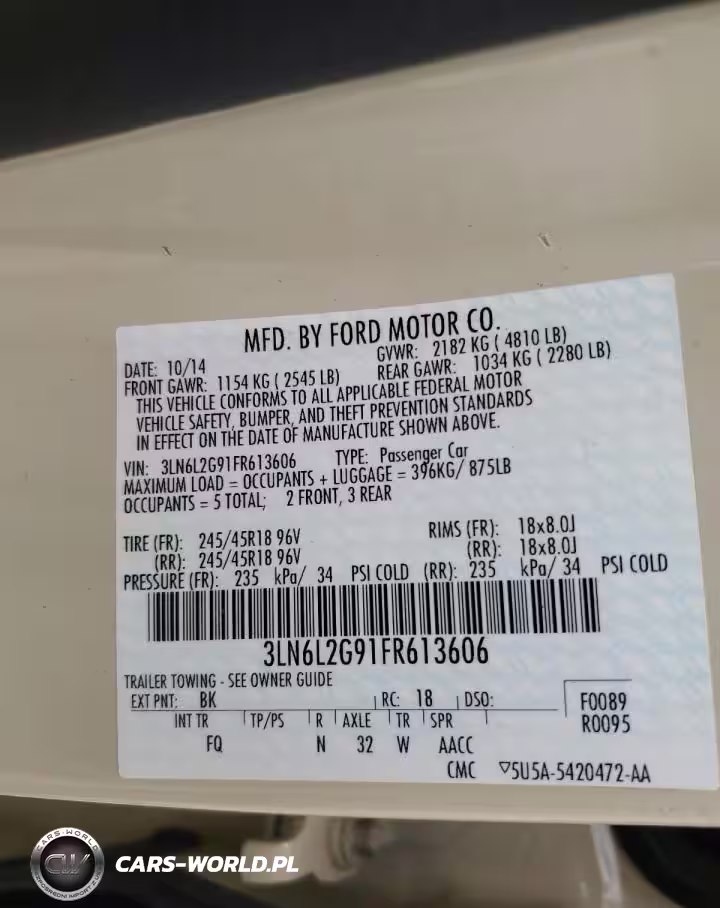 MFD. BY FORD MOTOR CO.
DATE: 10/14 GVWR: 2182 KG ( 4810 LB)
FRONT GAWR: 1154 KG ( 2545 LB) REAR GAWR: 1034 KG ( 2280 LB)
THIS VEHICLE CONFORMS TO ALL APPLICABLE FEDERAL MOTOR
VEHICLE SAFETY, BUMPER, AND THEFT PREVENTION STANDARDS
IN EFFECT ON THE DATE OF MANUFACTURE SHOWN ABOVE.
VIN: 3LN6L2G91FR613606 TYPE: Passenger Car
MAXIMUM LOAD = OCCUPANTS + LUGGAGE = 396KG/ 875LB
OCCUPANTS = 5 TOTAL; 2 FRONT, 3 REAR
TIRE (FR): 245/45R18 96V RIMS (FR): 18x8.0J
(RR): 245/45R18 96V (RR): 18x8.0J
PRESSURE (FR): 235 kPa/ 34 PSI COLD (RR): 235 kPa/ 34 PSI COLD
3LN6L2G91FR613606
TRAILER TOWING - SEE OWNER GUIDE
EXT PNT: BK RC: 18 DSO: F0089
INT TR TP/PS R AXLE TR SPR R0095
FQ N 32 W AACC
CMC ▽5U5A-5420472-AA
CARS-WORLD
CW
CARS-WORLD.PL